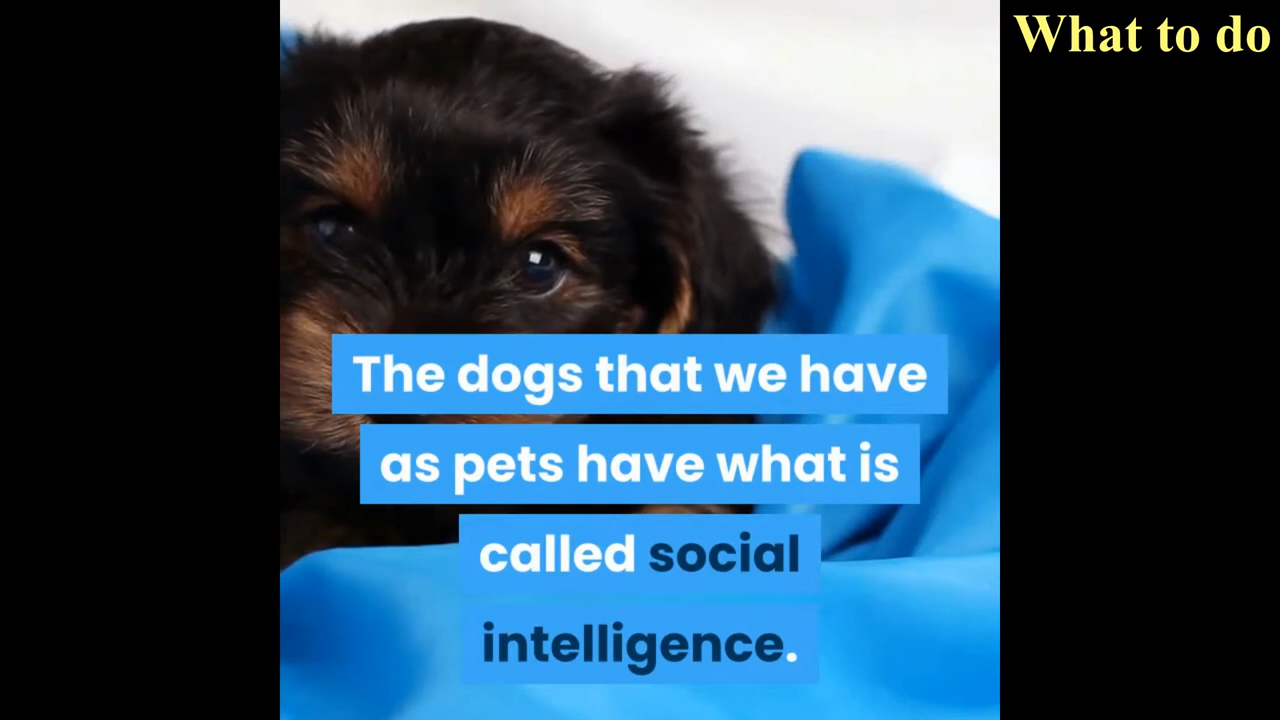 What to do
The dogs that we have
as pets have what is
called social
intelligence.